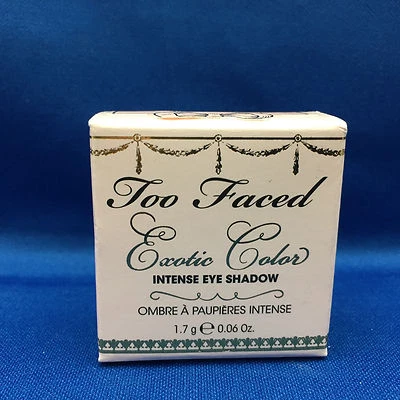 Too Faced
Exotic Color
INTENSE EYE SHADOW
OMBRE À PAUPIÈRES INTENSE
1.7 g ℮ 0.06 Oz.